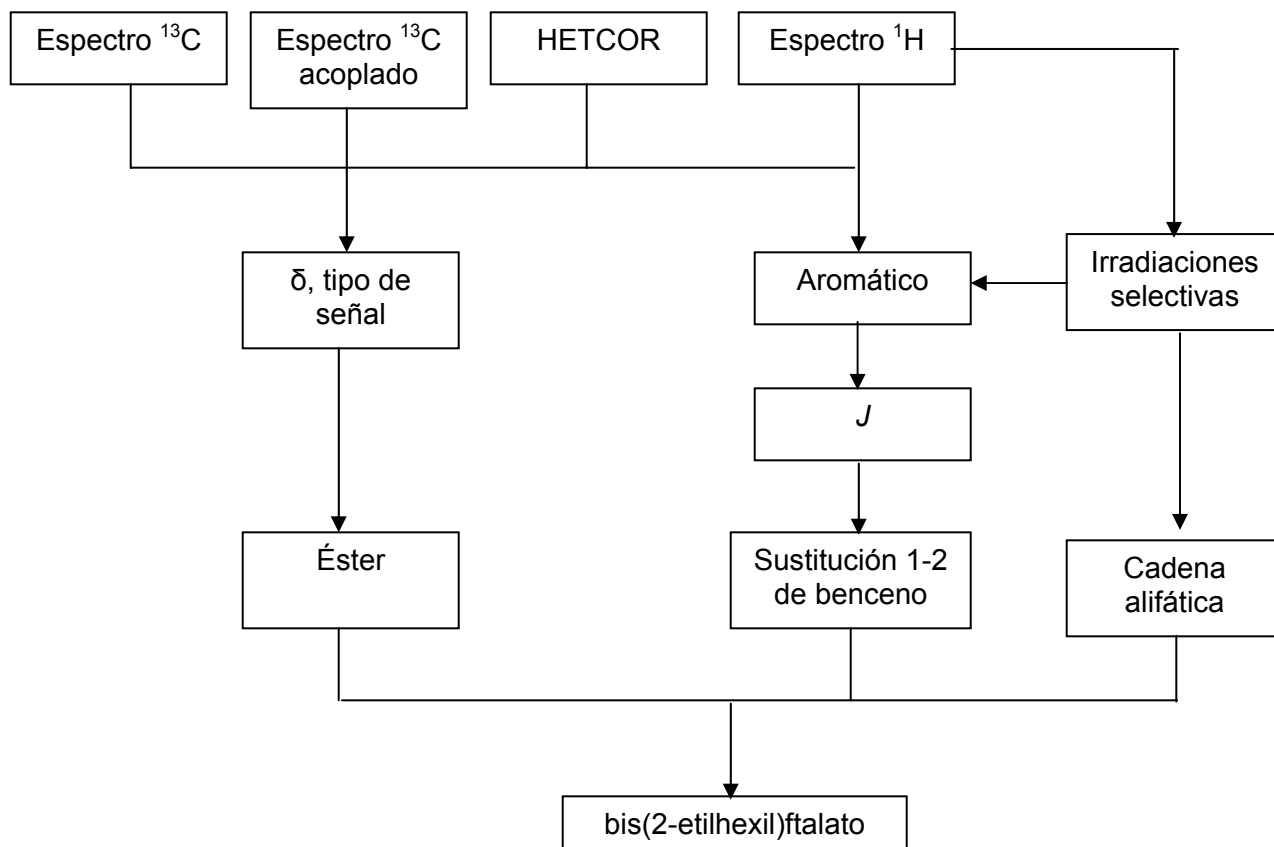 Espectro ¹³C
Espectro ¹³C
acoplado
HETCOR
Espectro ¹H
δ, tipo de
señal
Aromático
Irradiaciones
selectivas
J
Éster
Sustitución 1-2
de benceno
Cadena
alifática
bis(2-etilhexil)ftalato